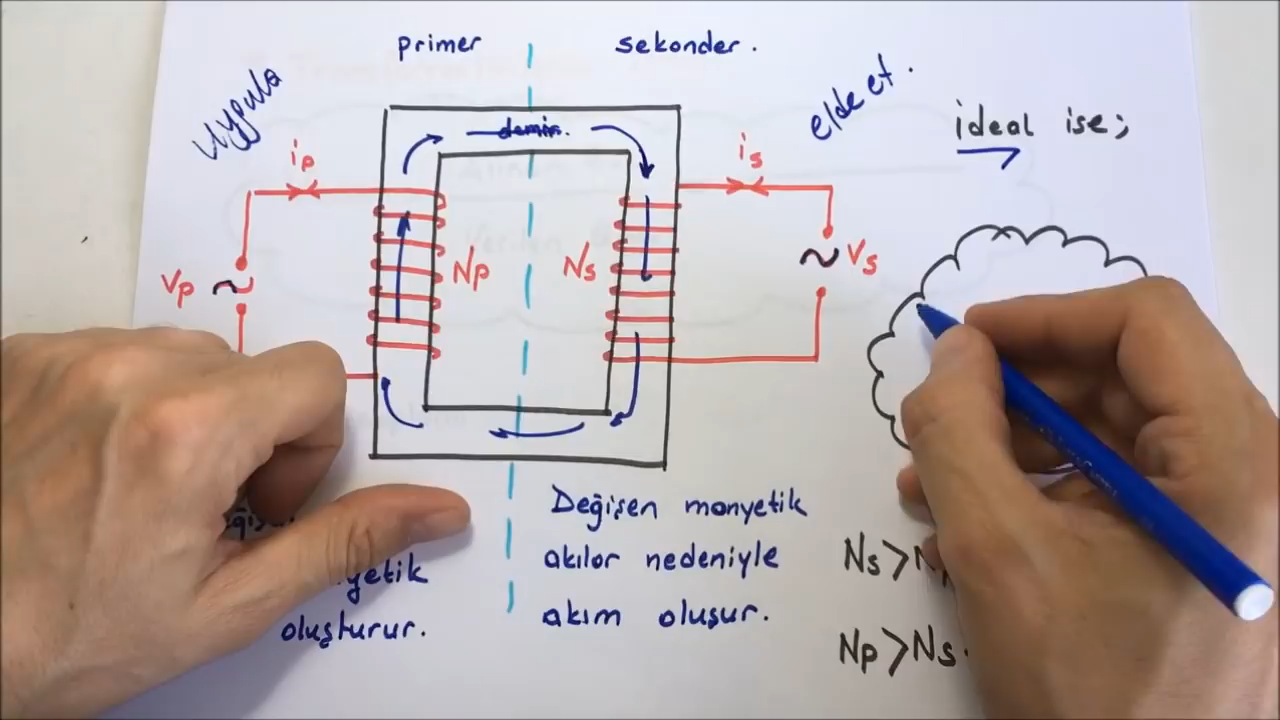 primer
sekonder.
Uygula
elde et.
ideal ise;
demir.
ip
is
Vp
~
Np
Ns
~
Vs
Değişen manyetik
akılar nedeniyle
akım oluşur.
oluşturur.
Ns > Np
Np > Ns.